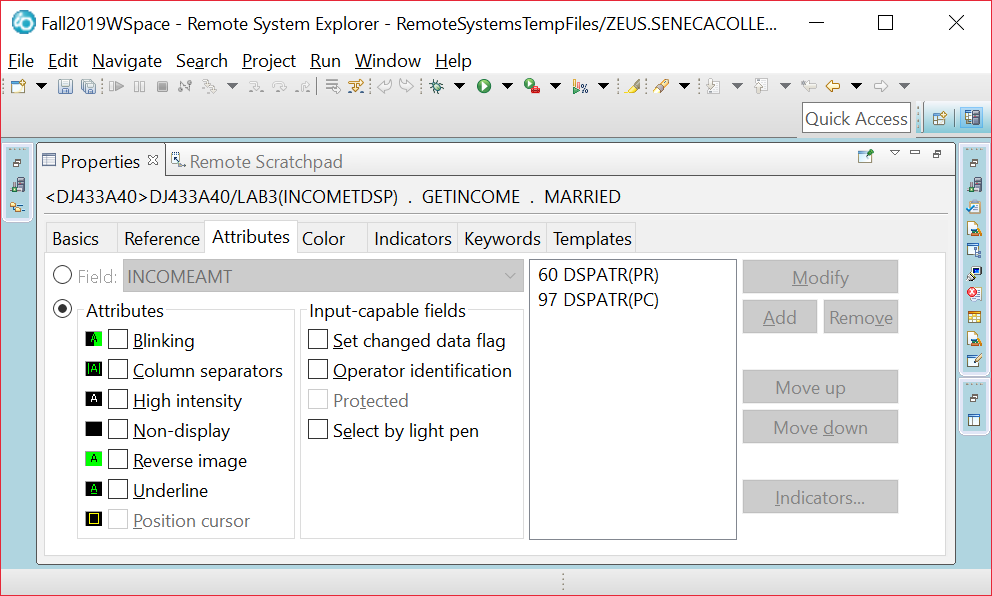 Fall2019WSpace - Remote System Explorer - RemoteSystemsTempFiles/ZEUS.SENECACOLLE...
File Edit Navigate Search Project Run Window Help
Quick Access
Properties Remote Scratchpad
<DJ433A40>DJ433A40/LAB3(INCOMETDSP) . GETINCOME . MARRIED
Basics Reference Attributes Color Indicators Keywords Templates
Field: INCOMEAMT
60 DSPATR(PR)
97 DSPATR(PC)
Modify
Add Remove
Move up
Move down
Indicators...
Attributes
Blinking
Column separators
High intensity
Non-display
Reverse image
Underline
Position cursor
Input-capable fields
Set changed data flag
Operator identification
Protected
Select by light pen